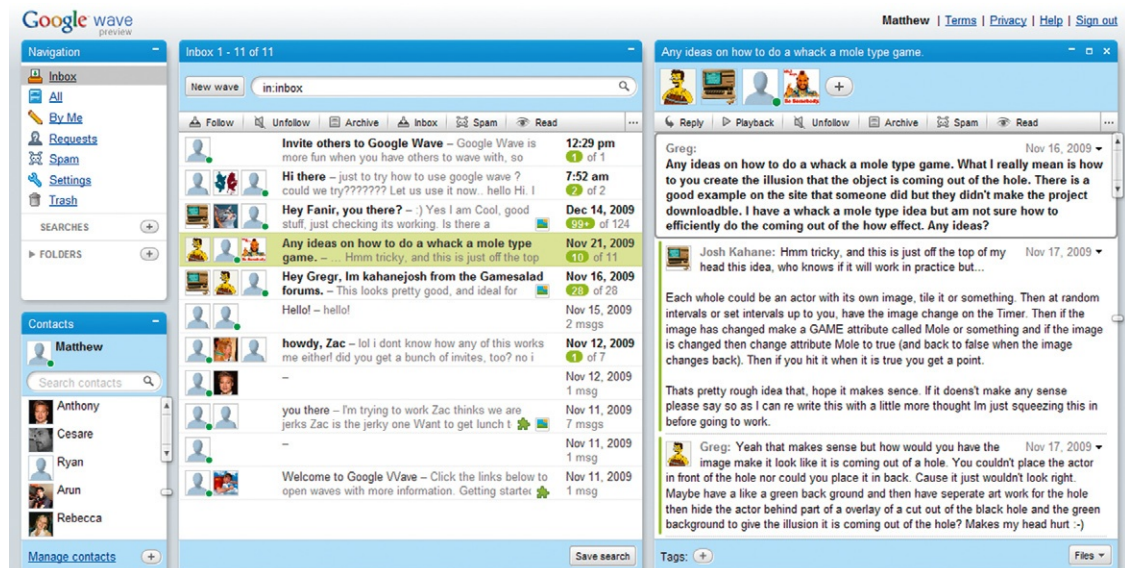 Google wave
preview
Matthew | Terms | Privacy | Help | Sign out
Navigation
Inbox
All
By Me
Requests
Spam
Settings
Trash
SEARCHES
FOLDERS
Contacts
Matthew
Search contacts
Anthony
Cesare
Ryan
Arun
Rebecca
Manage contacts
Inbox 1 - 11 of 11
New wave in:inbox
Follow Unfollow Archive Inbox Spam Read ...
Invite others to Google Wave – Google Wave is 12:29 pm
more fun when you have others to wave with, so 1 of 1
Hi there – just to try how to use google wave ? 7:52 am
could we try??????? Let us use it now.. hello Hi. I 2 of 2
Hey Fanir, you there? – :) Yes I am Cool, good Dec 14, 2009
stuff, just checking its working. Is there a 99+ of 124
Any ideas on how to do a whack a mole type Nov 21, 2009
game. – ... Hmm tricky, and this is just off the top 10 of 11
Hey Gregr, Im kahanejosh from the Gamesalad Nov 16, 2009
forums. – This looks pretty good, and ideal for 28 of 28
Hello! – hello! Nov 15, 2009
2 msgs
howdy, Zac – lol i dont know how any of this works Nov 12, 2009
me either! did you get a bunch of invites, too? no i 1 of 7
– Nov 12, 2009
1 msg
you there – I'm trying to work Zac thinks we are Nov 11, 2009
jerks Zac is the jerky one Want to get lunch t 7 msgs
– Nov 11, 2009
1 msg
Welcome to Google Wave – Click the links below to Nov 11, 2009
open waves with more information. Getting started 1 msg
Save search
Any ideas on how to do a whack a mole type game.
Be Somebody
Reply Playback Unfollow Archive Spam Read ...
Greg: Nov 16, 2009
Any ideas on how to do a whack a mole type game. What I really mean is how
to you create the illusion that the object is coming out of the hole. There is a
good example on the site that someone did but they didn't make the project
downloadble. I have a whack a mole type idea but am not sure how to
efficiently do the coming out of the how effect. Any ideas?
Josh Kahane: Hmm tricky, and this is just off the top of my Nov 17, 2009
head this idea, who knows if it will work in practice but...
Each whole could be an actor with its own image, tile it or something. Then at random
intervals or set intervals up to you, have the image change on the Timer. Then if the
image has changed make a GAME attribute called Mole or something and if the image
is changed then change attribute Mole to true (and back to false when the image
changes back). Then if you hit it when it is true you get a point.
Thats pretty rough idea that, hope it makes sence. If it doens't make any sense
please say so as I can re write this with a little more thought Im just squeezing this in
before going to work.
Greg: Yeah that makes sense but how would you have the Nov 17, 2009
image make it look like it is coming out of a hole. You couldn't place the actor
in front of the hole nor could you place it in back. Cause it just wouldn't look right.
Maybe have a like a green back ground and then have seperate art work for the hole
then hide the actor behind part of a overlay of a cut out of the black hole and the green
background to give the illusion it is coming out of the hole? Makes my head hurt :-)
Tags: Files